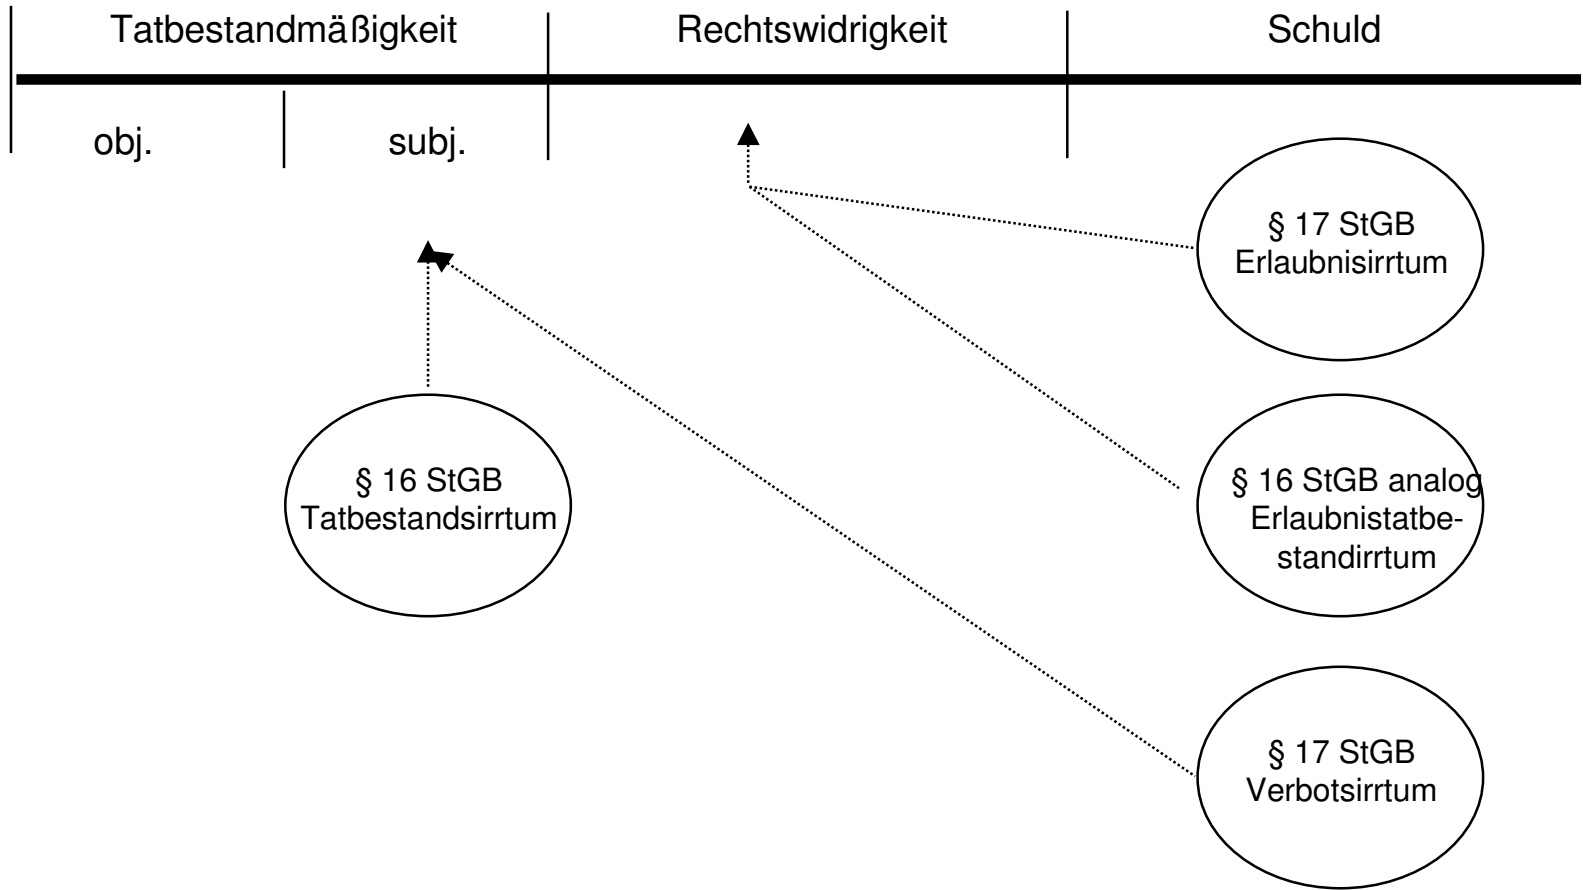 Tatbestandmäßigkeit
Rechtswidrigkeit
Schuld
obj.
subj.
§ 17 StGB
Erlaubnisirrtum
§ 16 StGB
Tatbestandsirrtum
§ 16 StGB analog
Erlaubnistatbe-
standirrtum
§ 17 StGB
Verbotsirrtum